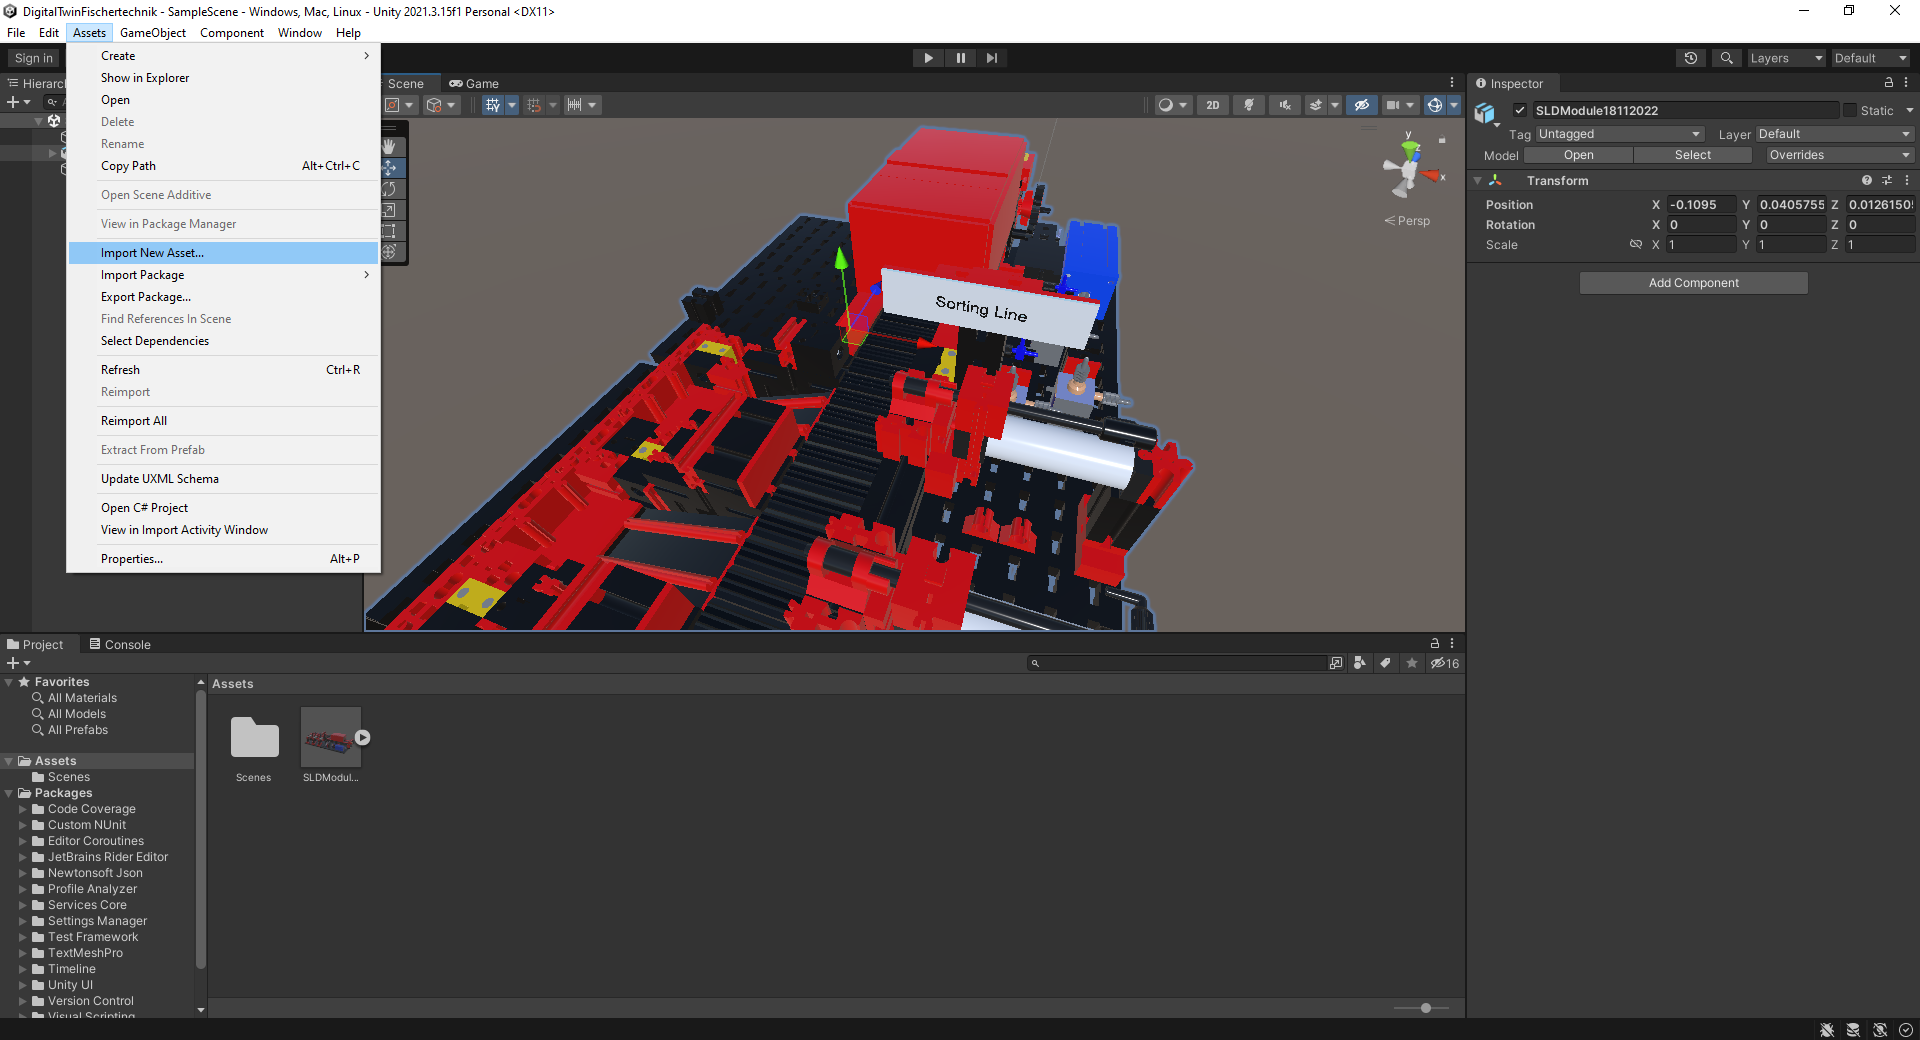 DigitalTwinFischertechnik - SampleScene - Windows, Mac, Linux - Unity 2021.3.15f1 Personal <DX11>
File Edit Assets GameObject Component Window Help
Sign in Layers Default
Create
Show in Explorer
Open
Delete
Rename
Copy Path Alt+Ctrl+C
Open Scene Additive
View in Package Manager
Import New Asset...
Import Package
Export Package...
Find References In Scene
Select Dependencies
Refresh Ctrl+R
Reimport
Reimport All
Extract From Prefab
Update UXML Schema
Open C# Project
View in Import Activity Window
Properties... Alt+P
Scene Game
2D
y
z
x
Persp
Sorting Line
Inspector
SLDModule18112022 Static
Tag Untagged Layer Default
Model Open Select Overrides
Transform
Position X -0.1095 Y 0.0405755 Z 0.0126150
Rotation X 0 Y 0 Z 0
Scale X 1 Y 1 Z 1
Add Component
Project Console
16
Favorites
All Materials
All Models
All Prefabs
Assets
Scenes
Packages
Code Coverage
Custom NUnit
Editor Coroutines
JetBrains Rider Editor
Newtonsoft Json
Profile Analyzer
Services Core
Settings Manager
Test Framework
TextMeshPro
Timeline
Unity UI
Version Control
Visual Scripting
Assets
Scenes
SLDModul...